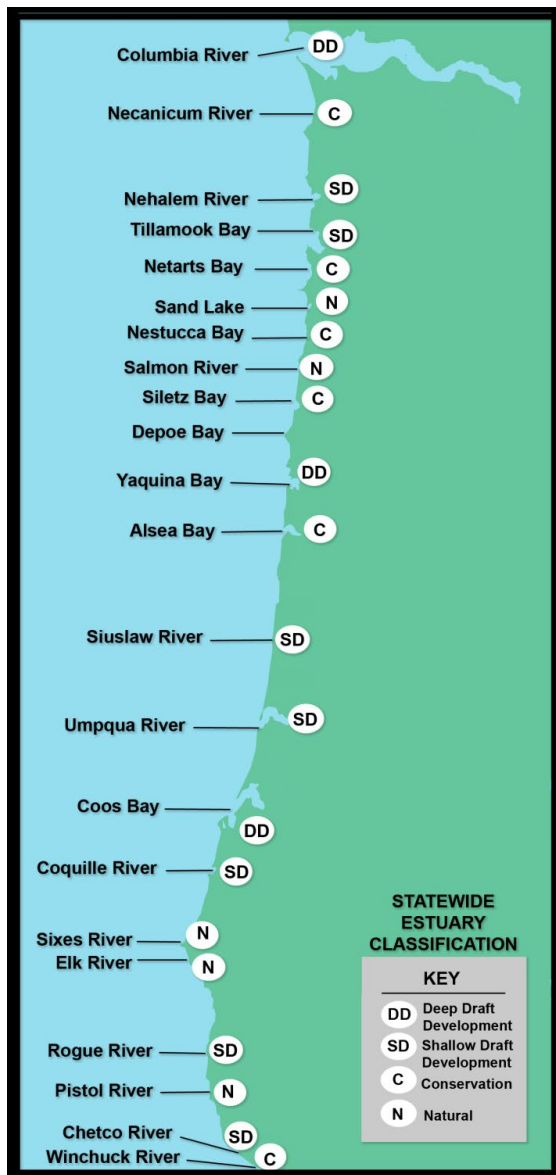 Columbia River
DD
Necanicum River
C
Nehalem River
SD
Tillamook Bay
SD
Netarts Bay
C
Sand Lake
N
Nestucca Bay
C
Salmon River
N
Siletz Bay
C
Depoe Bay
Yaquina Bay
DD
Alsea Bay
C
Siuslaw River
SD
Umpqua River
SD
Coos Bay
DD
Coquille River
SD
Sixes River
N
Elk River
N
Rogue River
SD
Pistol River
N
Chetco River
SD
Winchuck River
C
STATEWIDE
ESTUARY
CLASSIFICATION
KEY
DD Deep Draft
Development
SD Shallow Draft
Development
C Conservation
N Natural